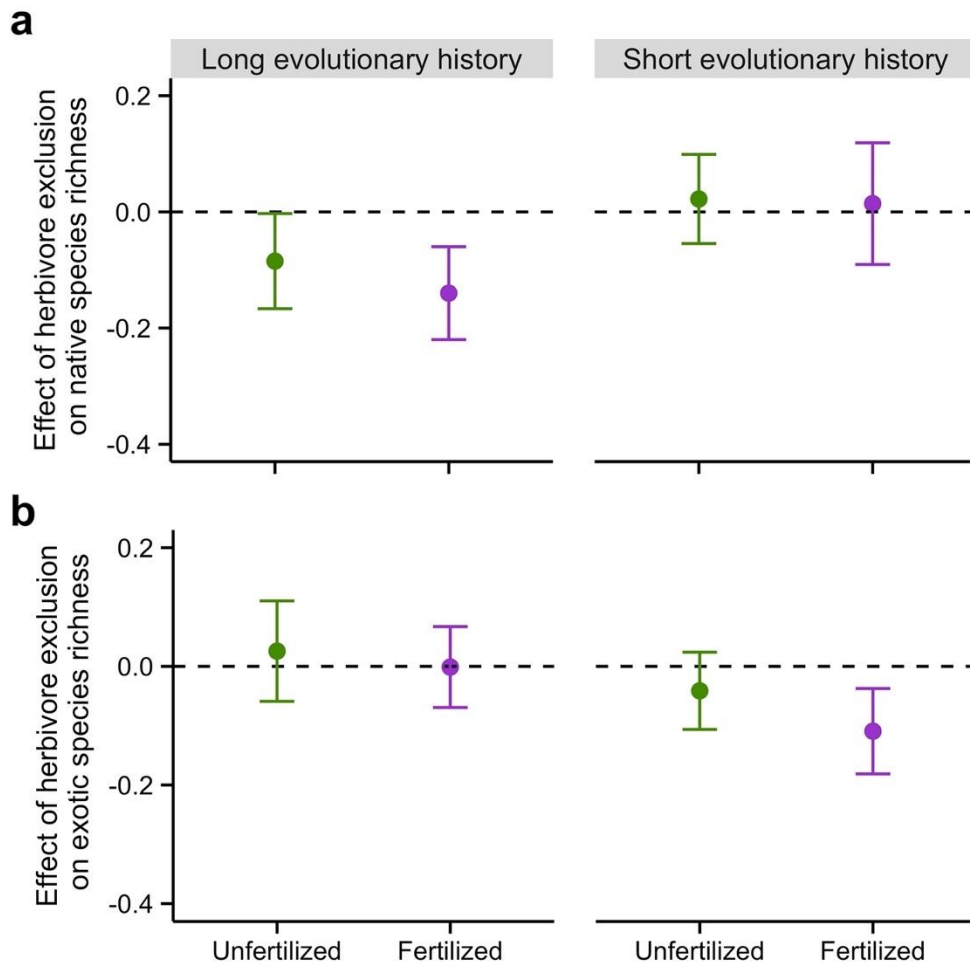 a
Long evolutionary history
Short evolutionary history
Effect of herbivore exclusion
on native species richness
0.2
0.0
-0.2
-0.4
b
Effect of herbivore exclusion
on exotic species richness
0.2
0.0
-0.2
-0.4
Unfertilized
Fertilized
Unfertilized
Fertilized